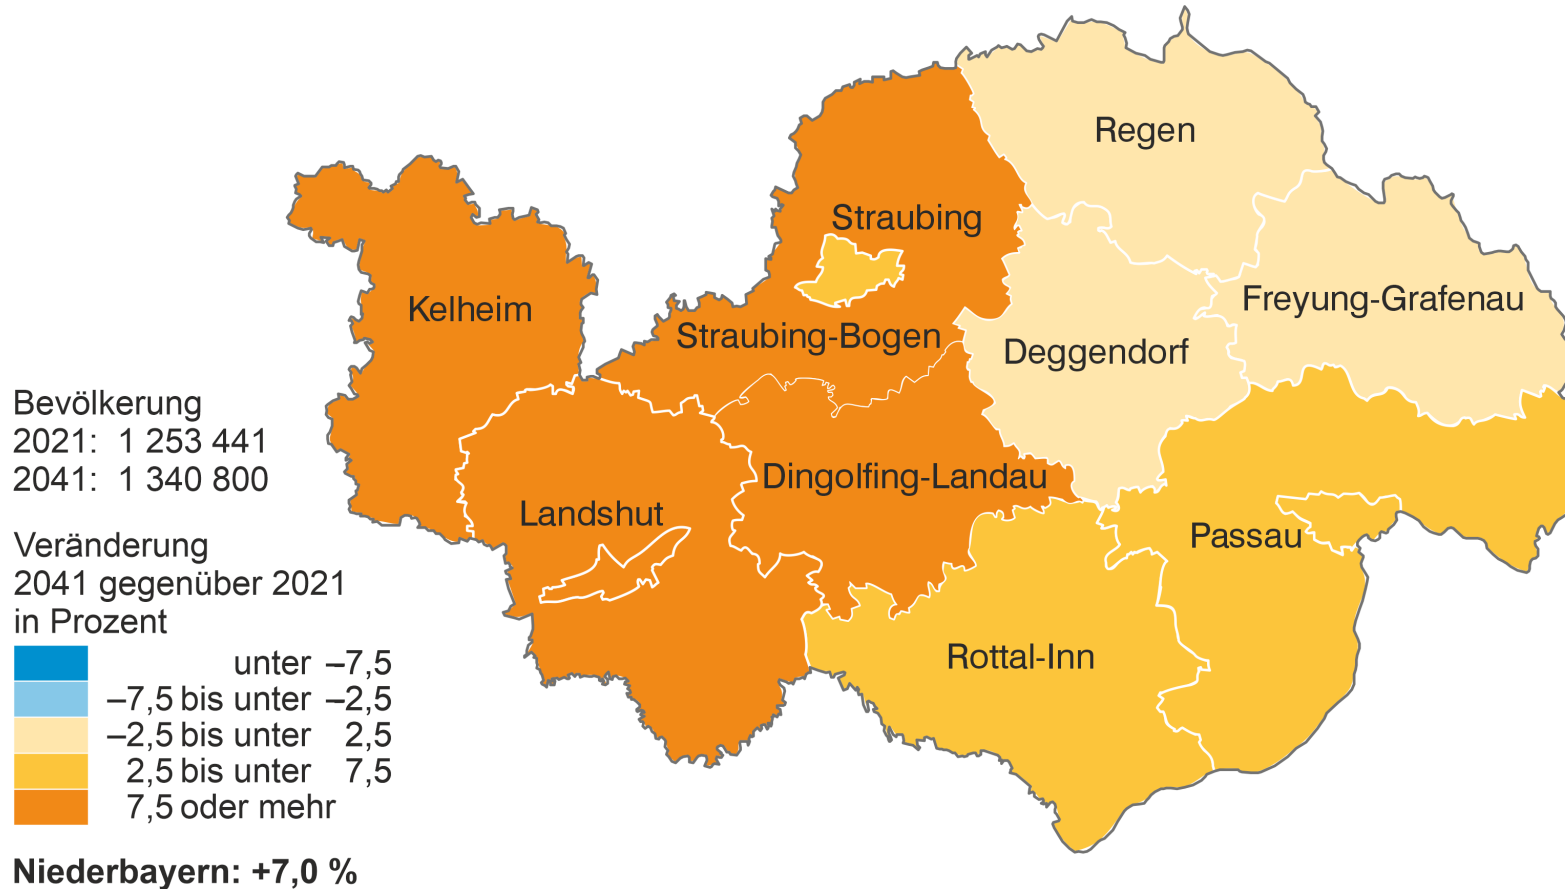 Regen
Straubing
Kelheim
Freyung-Grafenau
Straubing-Bogen
Deggendorf
Dingolfing-Landau
Landshut
Passau
Rottal-Inn
Bevölkerung
2021: 1 253 441
2041: 1 340 800
Veränderung
2041 gegenüber 2021
in Prozent
unter –7,5
–7,5 bis unter –2,5
–2,5 bis unter 2,5
2,5 bis unter 7,5
7,5 oder mehr
Niederbayern: +7,0 %